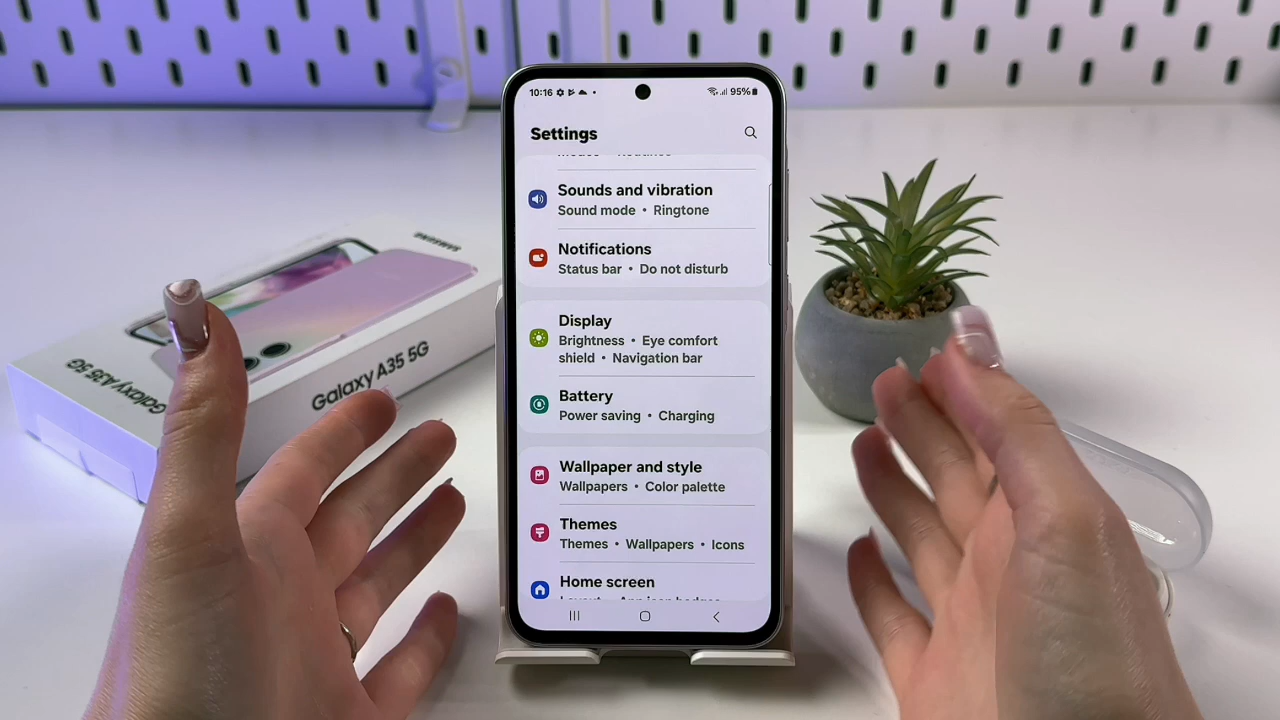 10:16
95%
Settings
Sounds and vibration
Sound mode • Ringtone
Notifications
Status bar • Do not disturb
Display
Brightness • Eye comfort
shield • Navigation bar
Battery
Power saving • Charging
Wallpaper and style
Wallpapers • Color palette
Themes
Themes • Wallpapers • Icons
Home screen
SAMSUNG
Galaxy A35 5G
Galaxy A35 5G